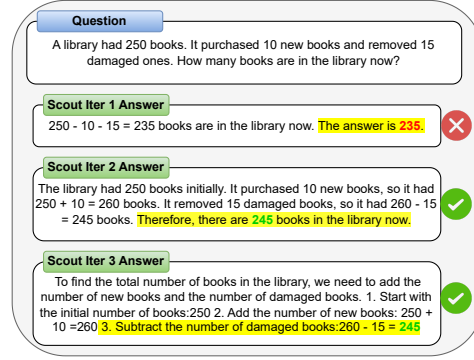 Question
A library had 250 books. It purchased 10 new books and removed 15
damaged ones. How many books are in the library now?
Scout Iter 1 Answer
250 - 10 - 15 = 235 books are in the library now. The answer is 235.
Scout Iter 2 Answer
The library had 250 books initially. It purchased 10 new books, so it had
250 + 10 = 260 books. It removed 15 damaged books, so it had 260 - 15
= 245 books. Therefore, there are 245 books in the library now.
Scout Iter 3 Answer
To find the total number of books in the library, we need to add the
number of new books and the number of damaged books. 1. Start with
the initial number of books:250 2. Add the number of new books: 250 +
10 =260 3. Subtract the number of damaged books:260 - 15 = 245